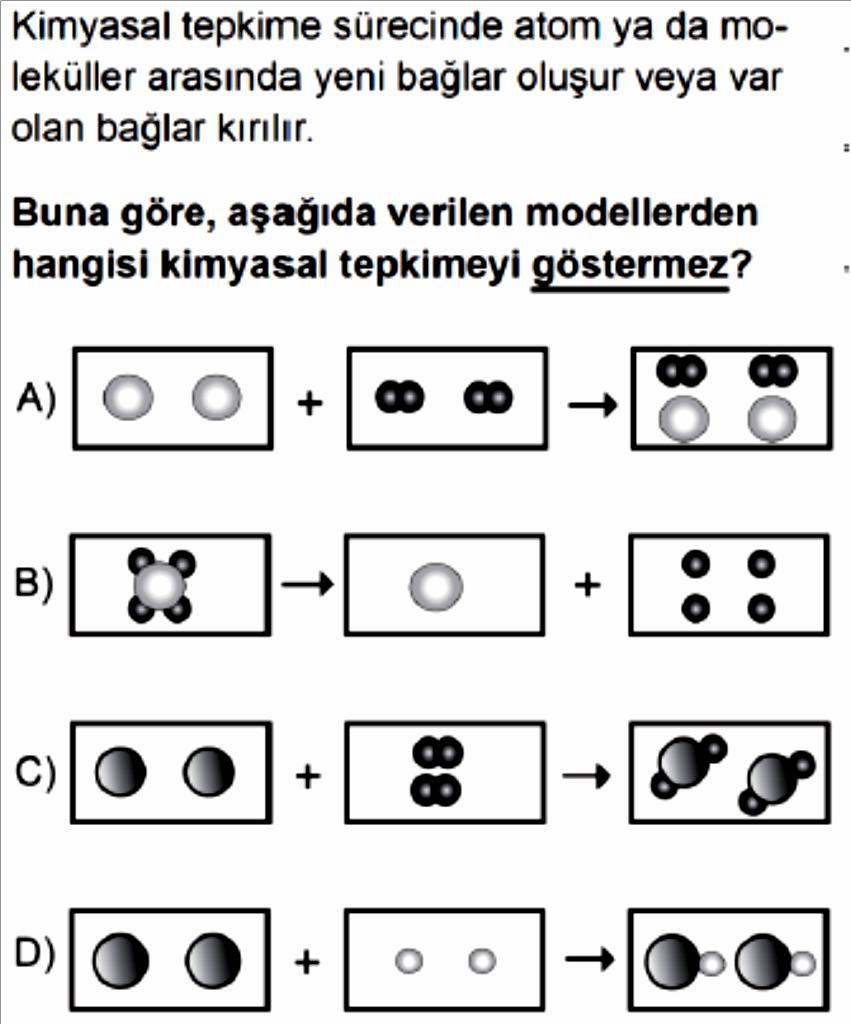 Kimyasal tepkime sürecinde atom ya da mo-
leküller arasında yeni bağlar oluşur veya var
olan bağlar kırılır.
Buna göre, aşağıda verilen modellerden
hangisi kimyasal tepkimeyi göstermez?
A) + →
B) → +
C) + →
D) + →